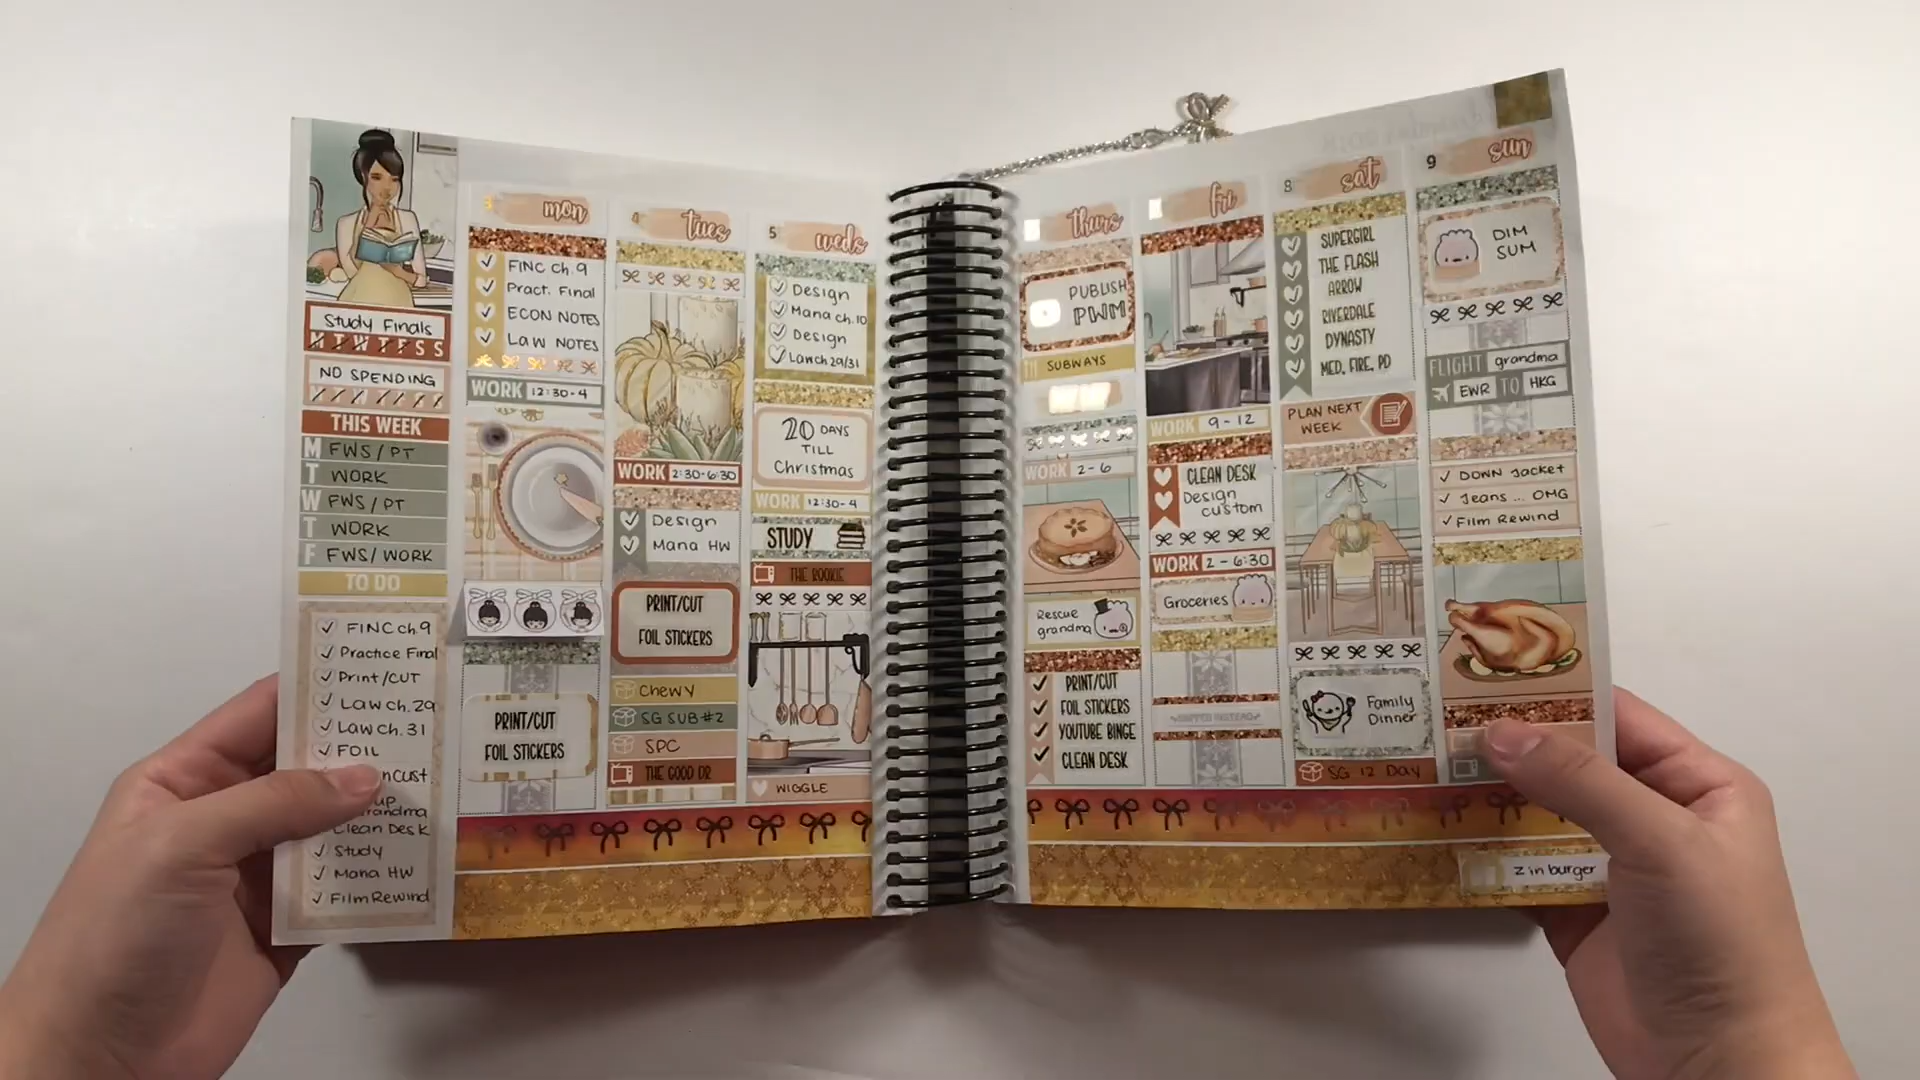 Study Finals
M T W T F S S
NO SPENDING
THIS WEEK
M FWS / PT
T WORK
W FWS / PT
T WORK
F FWS / WORK
TO DO
FINC ch. 9
Practice Final
Print / CUT
Law ch. 29
Law ch. 31
FOIL
Clean Desk
Study
Mana HW
Film Rewind
mon
FINC Ch. 9
Pract. Final
ECON NOTES
Law NOTES
WORK 12:30-4
PRINT/CUT
FOIL STICKERS
tues
WORK 2:30-6:30
Design
Mana HW
PRINT/CUT
FOIL STICKERS
Chewy
SG SUB #2
SPC
THE GOOD DR
5 weds
Design
Mana ch. 10
Design
Law ch 29/31
20 DAYS
TILL
Christmas
WORK 12:30-4
STUDY
THE ROOKIE
WIGGLE
thurs
PUBLISH
PWM
SUBWAYS
WORK 2-6
Rescue
grandma
PRINT/CUT
FOIL STICKERS
YOUTUBE BINGE
CLEAN DESK
fri
WORK 9-12
CLEAN DESK
Design
custom
WORK 2-6:30
Groceries
8 sat
SUPERGIRL
THE FLASH
ARROW
RIVERDALE
DYNASTY
MED, FIRE, PD
PLAN NEXT
WEEK
Family
Dinner
SG 12 Day
9 sun
DIM
SUM
FLIGHT grandma
EWR TO HKG
DOWN Jacket
Jeans ... OMG
Film Rewind
Zinburger